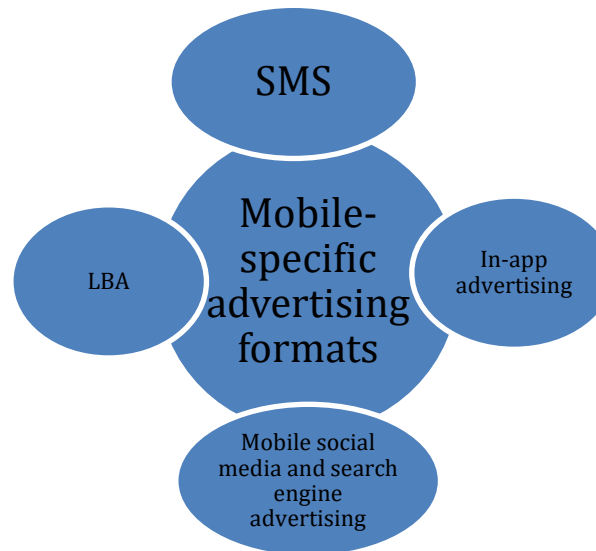 SMS
Mobile-
specific
advertising
formats
LBA
In-app
advertising
Mobile social
media and search
engine
advertising